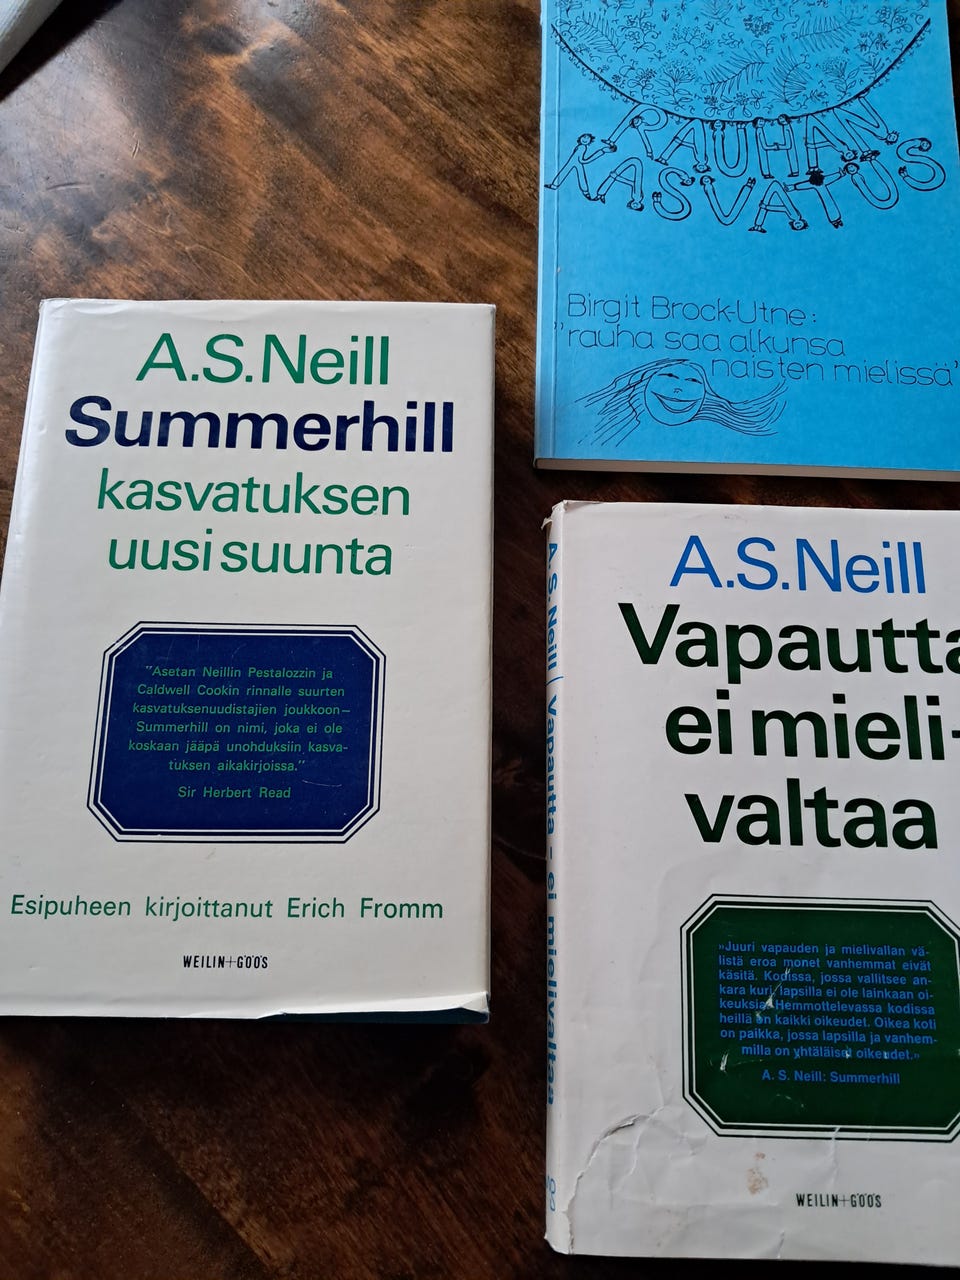 RAUHAN
KASVATUS
Birgit Brock-Utne:
"rauha saa alkunsa
naisten mielissä"
A.S.Neill
Summerhill
kasvatuksen
uusi suunta
"Asetan Neillin Pestalozzin ja
Caldwell Cookin rinnalle suurten
kasvatuksenuudistajien joukkoon—
Summerhill on nimi, joka ei ole
koskaan jääpä unohduksiin kasva-
tuksen aikakirjoissa."
Sir Herbert Read
Esipuheen kirjoittanut Erich Fromm
WEILIN+GÖÖS
A.S.Neill / Vapautta - ei mielivaltaa
A.S.Neill
Vapautta
ei mieli-
valtaa
»Juuri vapauden ja mielivallan vä-
listä eroa monet vanhemmat eivät
käsitä. Kodissa, jossa vallitsee an-
kara kuri, lapsilla ei ole lainkaan oi-
keuksia. Hemmottelevassa kodissa
heillä on kaikki oikeudet. Oikea koti
on paikka, jossa lapsilla ja vanhem-
milla on yhtäläiset oikeudet.»
A. S. Neill: Summerhill
WEILIN+GÖÖS